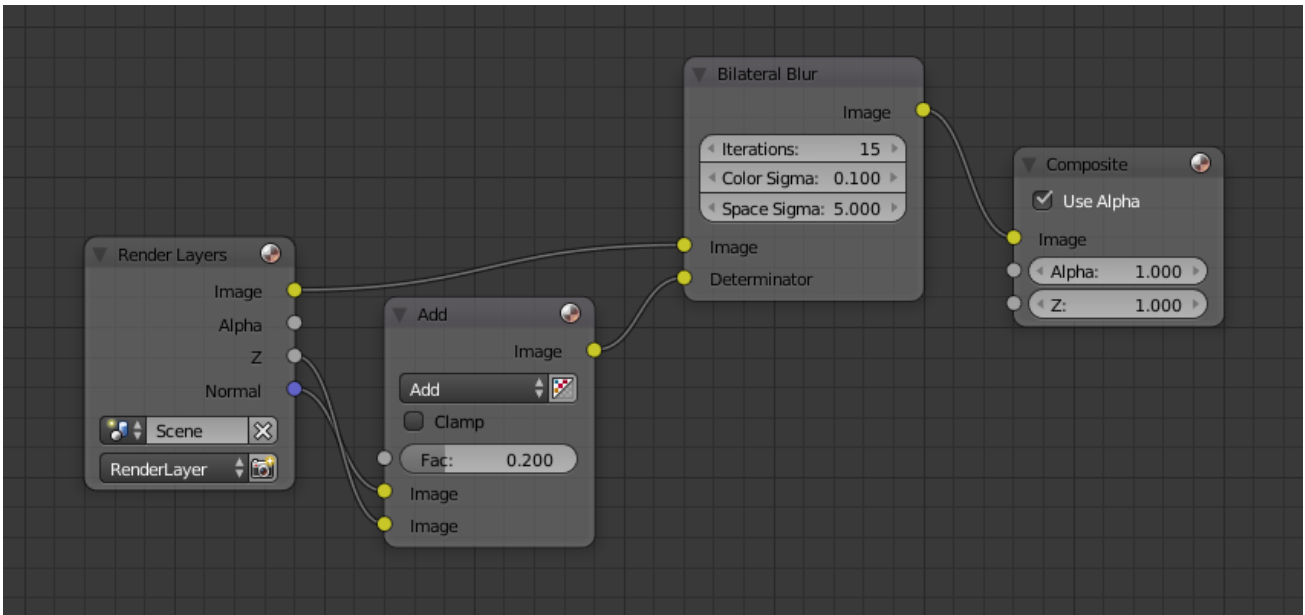 Render Layers
Image
Alpha
Z
Normal
Scene
RenderLayer
Add
Image
Add
Clamp
Fac: 0.200
Image
Image
Bilateral Blur
Image
Iterations: 15
Color Sigma: 0.100
Space Sigma: 5.000
Image
Determinator
Composite
Use Alpha
Image
Alpha: 1.000
Z: 1.000